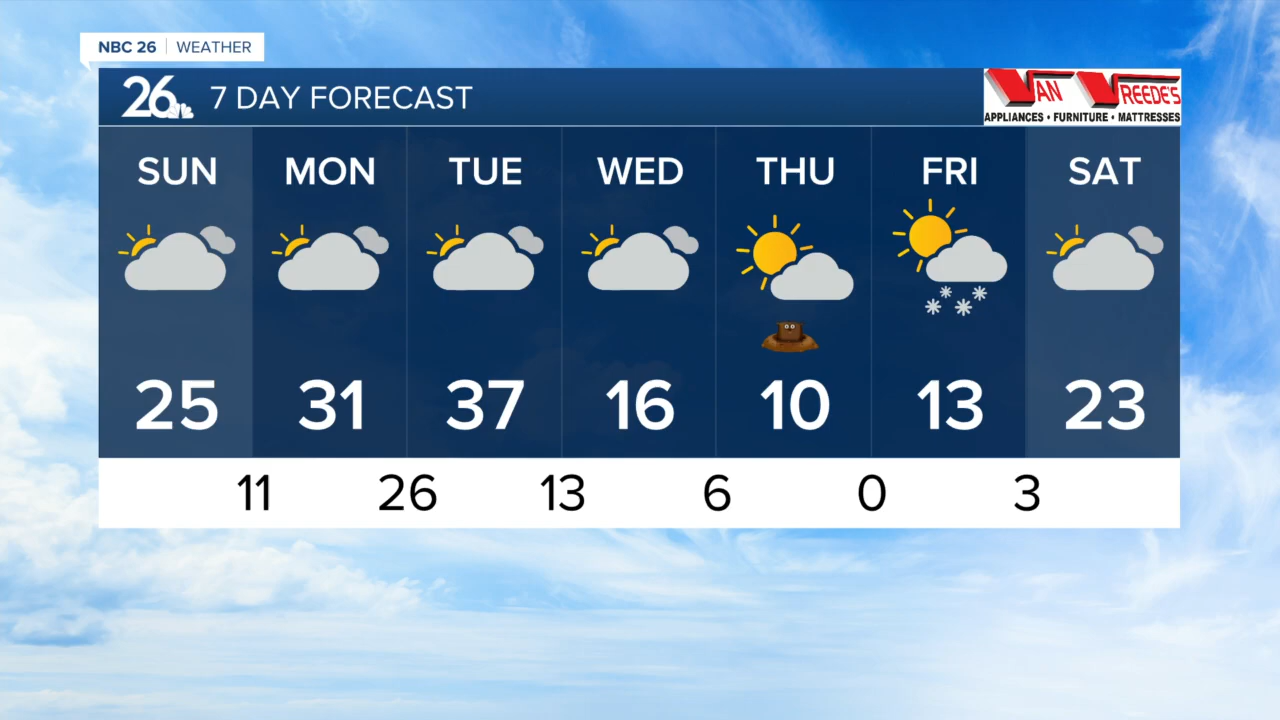 NBC 26 | WEATHER
26 7 DAY FORECAST
VAN VREEDE'S
APPLIANCES • FURNITURE • MATTRESSES
SUN MON TUE WED THU FRI SAT
25 31 37 16 10 13 23
11 26 13 6 0 3